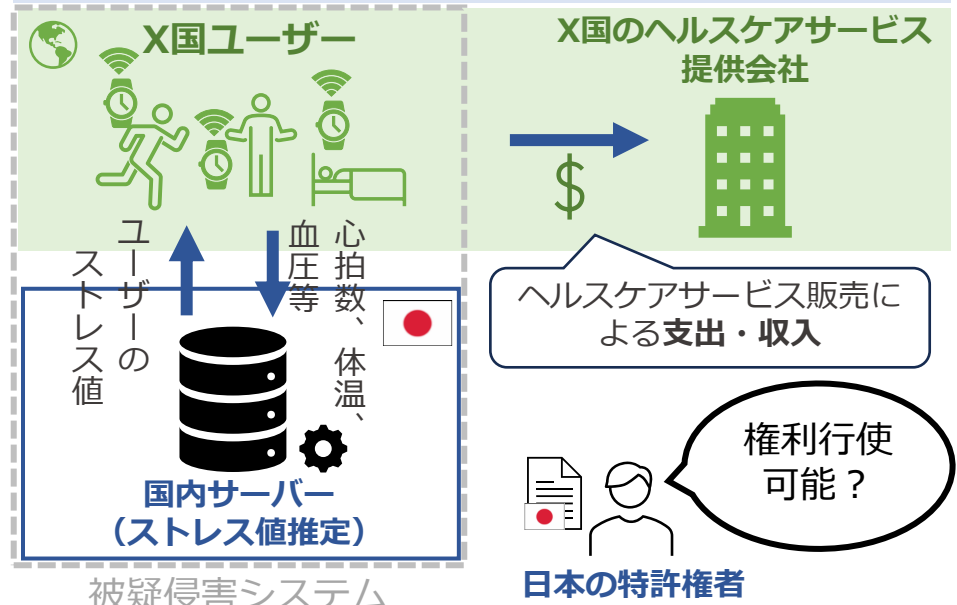 X国ユーザー
X国のヘルスケアサービス
提供会社
$
ヘルスケアサービス販売に
よる支出・収入
ユーザーの
ストレス値
心拍数、体温、
血圧等
国内サーバー
（ストレス値推定）
被疑侵害システム
権利行使
可能？
日本の特許権者